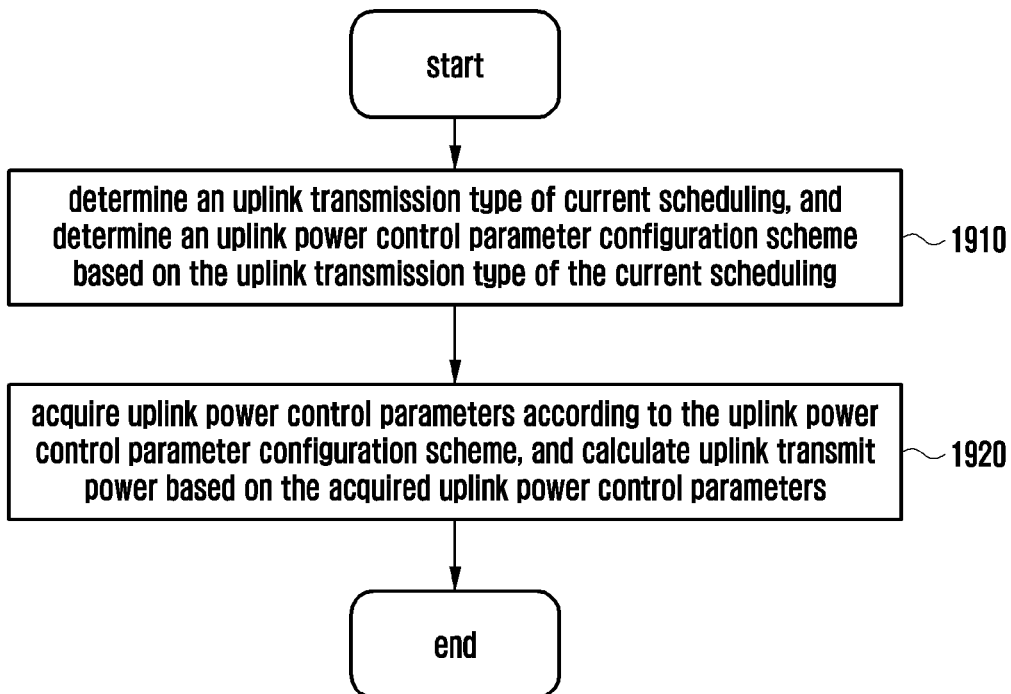 start
determine an uplink transmission type of current scheduling, and
determine an uplink power control parameter configuration scheme
based on the uplink transmission type of the current scheduling
1910
acquire uplink power control parameters according to the uplink power
control parameter configuration scheme, and calculate uplink transmit
power based on the acquired uplink power control parameters
1920
end